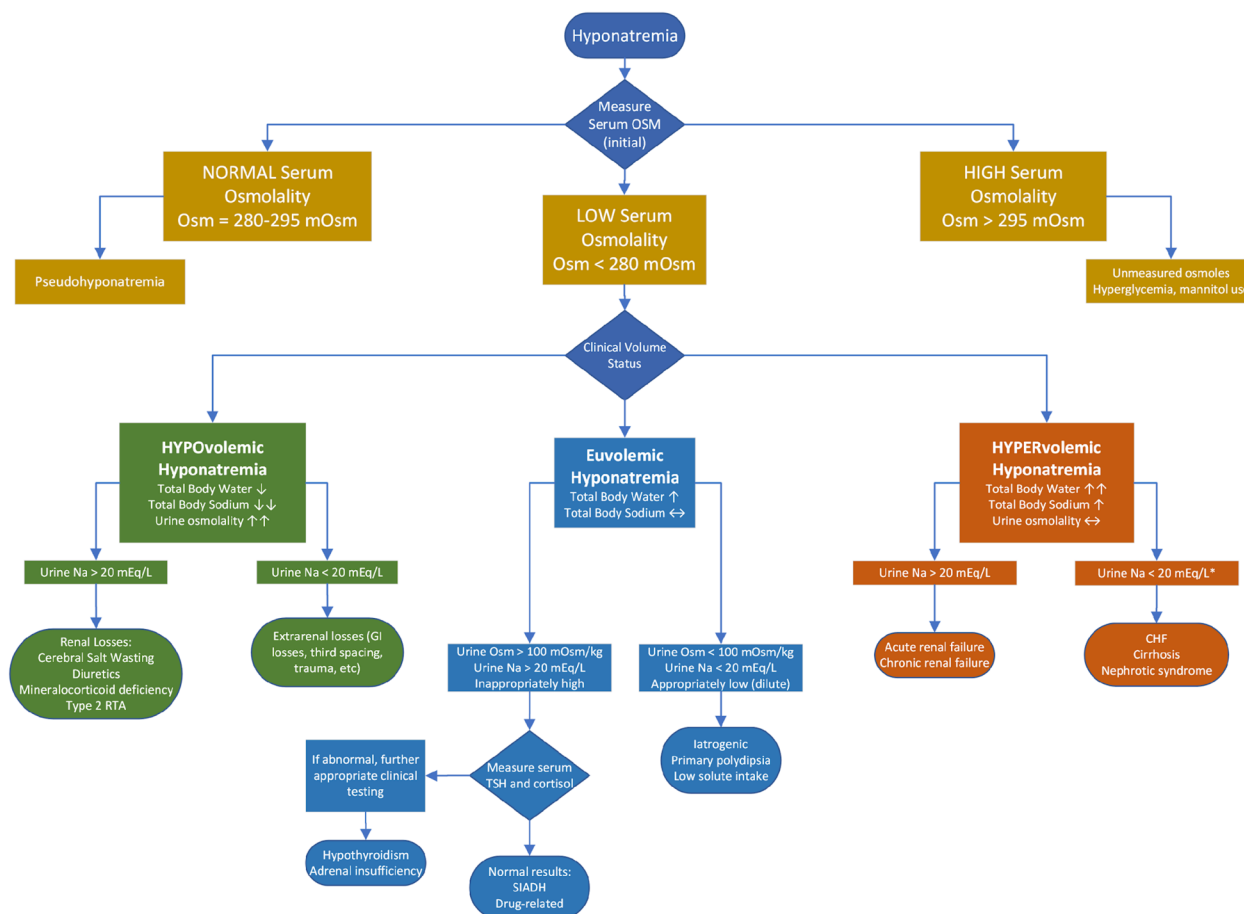 Hyponatremia
Measure
Serum OSM
(initial)
NORMAL Serum
Osmolality
Osm = 280-295 mOsm
LOW Serum
Osmolality
Osm < 280 mOsm
HIGH Serum
Osmolality
Osm > 295 mOsm
Pseudohyponatremia
Unmeasured osmoles
Hyperglycemia, mannitol use
Clinical Volume
Status
HYPOvolemic
Hyponatremia
Total Body Water ↓
Total Body Sodium ↓↓
Urine osmolality ↑↑
Euvolemic
Hyponatremia
Total Body Water ↑
Total Body Sodium ↔
HYPERvolemic
Hyponatremia
Total Body Water ↑↑
Total Body Sodium ↑
Urine osmolality ↔
Urine Na > 20 mEq/L
Urine Na < 20 mEq/L
Urine Na > 20 mEq/L
Urine Na < 20 mEq/L*
Renal Losses:
Cerebral Salt Wasting
Diuretics
Mineralocorticoid deficiency
Type 2 RTA
Extrarenal losses (GI
losses, third spacing,
trauma, etc)
Urine Osm > 100 mOsm/kg
Urine Na > 20 mEq/L
Inappropriately high
Urine Osm < 100 mOsm/kg
Urine Na < 20 mEq/L
Appropriately low (dilute)
Acute renal failure
Chronic renal failure
CHF
Cirrhosis
Nephrotic syndrome
If abnormal, further
appropriate clinical
testing
Measure serum
TSH and cortisol
Iatrogenic
Primary polydipsia
Low solute intake
Hypothyroidism
Adrenal insufficiency
Normal results:
SIADH
Drug-related